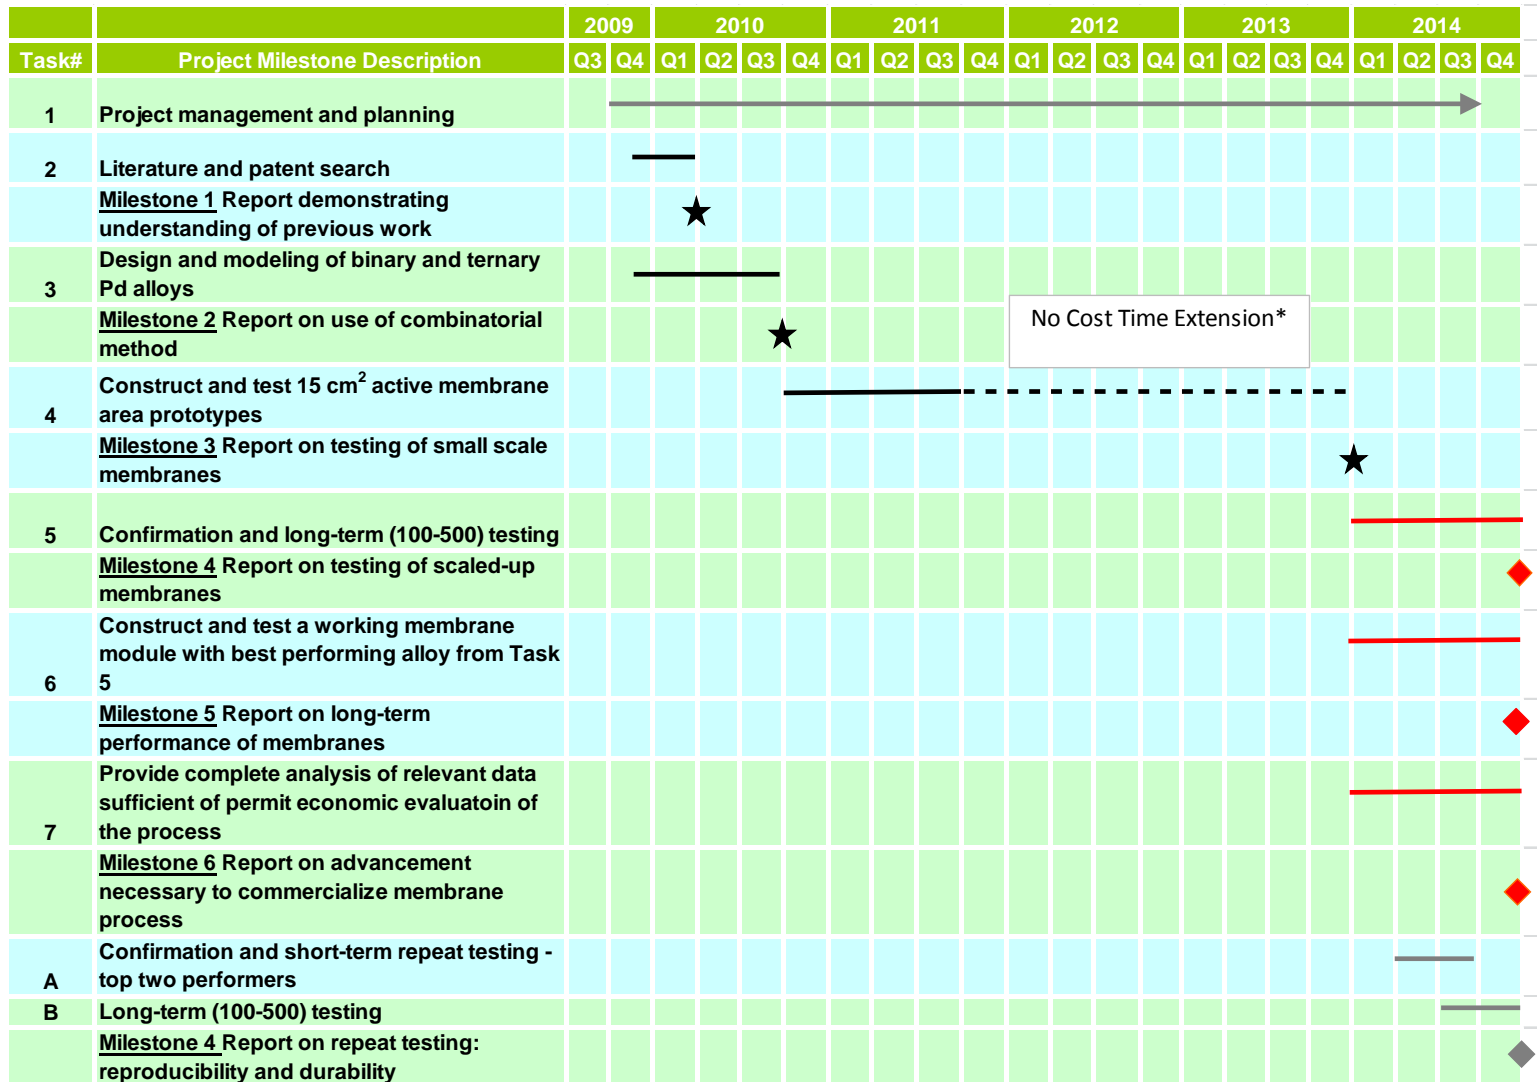 2009 2010 2011 2012 2013 2014
Task# Project Milestone Description Q3 Q4 Q1 Q2 Q3 Q4 Q1 Q2 Q3 Q4 Q1 Q2 Q3 Q4 Q1 Q2 Q3 Q4 Q1 Q2 Q3 Q4
1 Project management and planning
2 Literature and patent search
Milestone 1 Report demonstrating
understanding of previous work
Design and modeling of binary and ternary
3 Pd alloys
Milestone 2 Report on use of combinatorial
method
No Cost Time Extension*
Construct and test 15 cm² active membrane
4 area prototypes
Milestone 3 Report on testing of small scale
membranes
5 Confirmation and long-term (100-500) testing
Milestone 4 Report on testing of scaled-up
membranes
Construct and test a working membrane
module with best performing alloy from Task
6 5
Milestone 5 Report on long-term
performance of membranes
Provide complete analysis of relevant data
sufficient of permit economic evaluatoin of
7 the process
Milestone 6 Report on advancement
necessary to commercialize membrane
process
Confirmation and short-term repeat testing -
A top two performers
B Long-term (100-500) testing
Milestone 4 Report on repeat testing:
reproducibility and durability